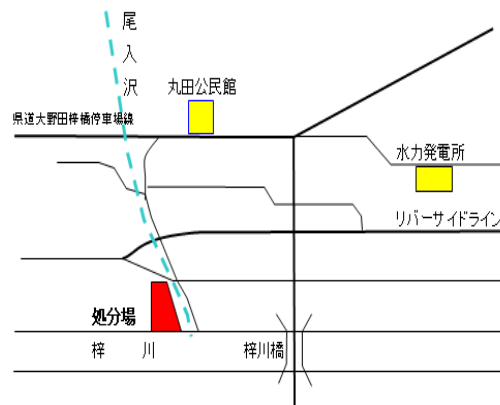 尾入沢
丸田公民館
県道大野田梓橋停車場線
水力発電所
リバーサイドライン
処分場
梓川
梓川橋